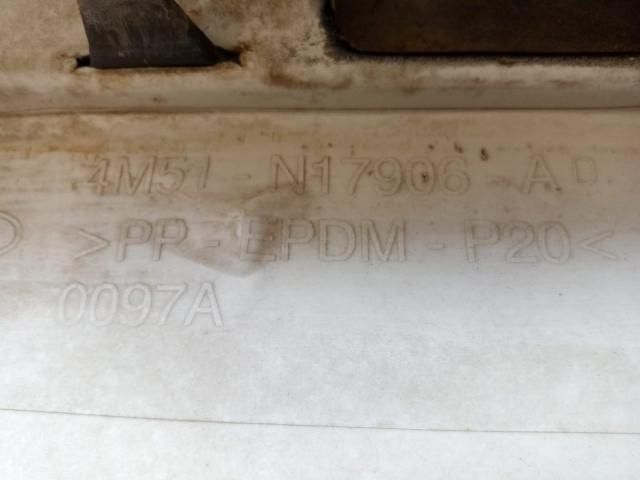 4M51 - N17906 - AD
>PP - EPDM - P20<
0097A